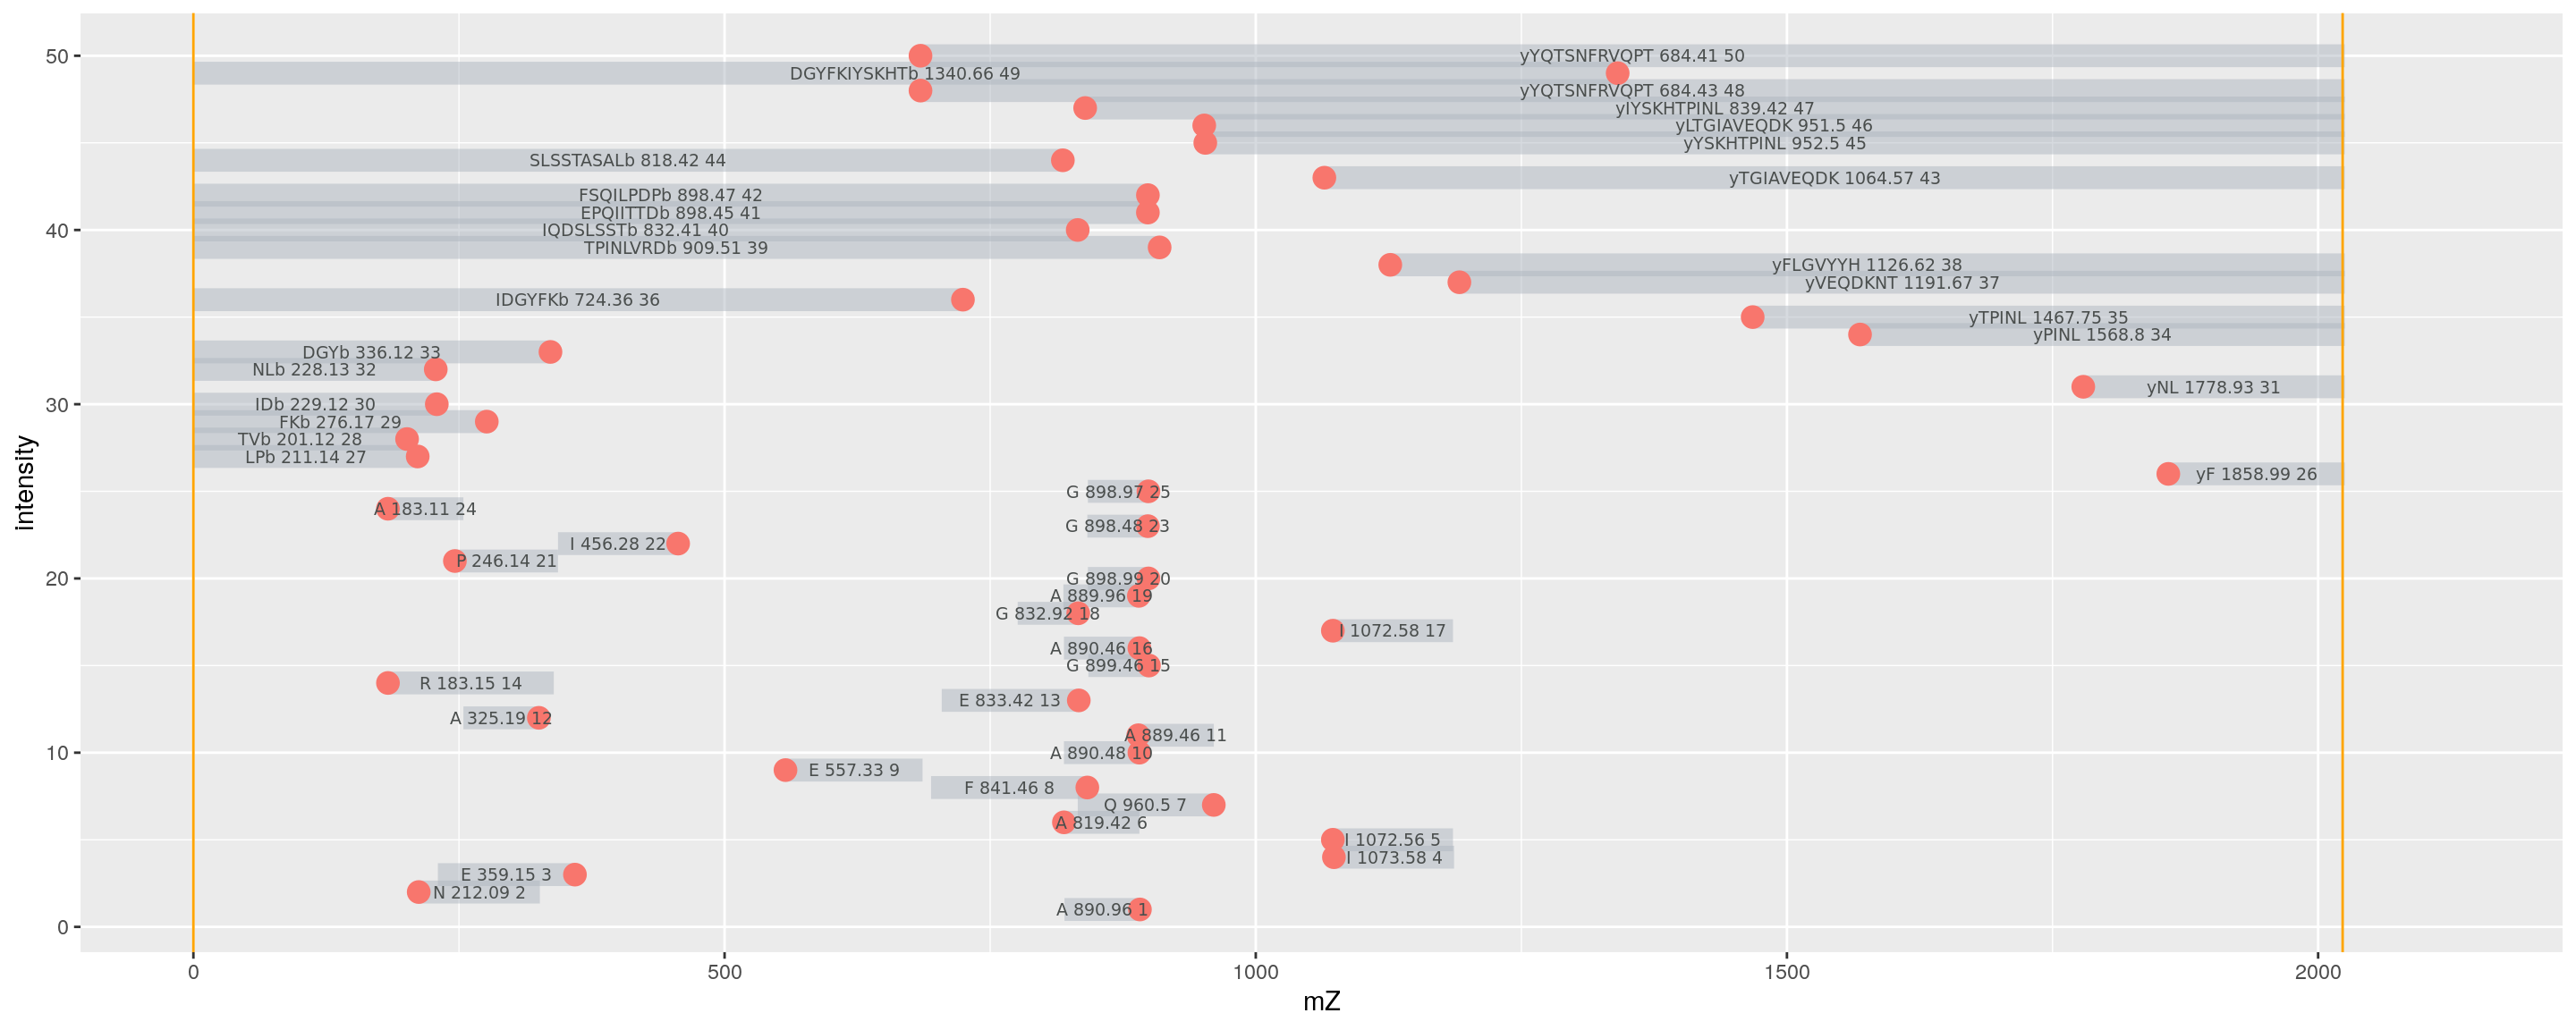 50
yYQTSNFRVQPT 684.41 50
DGYFKIYSKHTb 1340.66 49
yYQTSNFRVQPT 684.43 48
yIYSKHTPINL 839.42 47
yLTGIAVEQDK 951.5 46
yYSKHTPINL 952.5 45
SLSSTASALb 818.42 44
yTGIAVEQDK 1064.57 43
FSQILPDPb 898.47 42
EPQIITTDb 898.45 41
40
IQDSLSSTb 832.41 40
TPINLVRDb 909.51 39
yFLGVYYH 1126.62 38
yVEQDKNT 1191.67 37
IDGYFKb 724.36 36
yTPINL 1467.75 35
yPINL 1568.8 34
DGYb 336.12 33
NLb 228.13 32
yNL 1778.93 31
30
IDb 229.12 30
FKb 276.17 29
TVb 201.12 28
LPb 211.14 27
yF 1858.99 26
G 898.97 25
A 183.11 24
G 898.48 23
I 456.28 22
P 246.14 21
20
G 898.99 20
A 889.96 19
G 832.92 18
I 1072.58 17
A 890.46 16
G 899.46 15
R 183.15 14
E 833.42 13
A 325.19 12
A 889.46 11
10
A 890.48 10
E 557.33 9
F 841.46 8
Q 960.5 7
A 819.42 6
I 1072.56 5
I 1073.58 4
E 359.15 3
N 212.09 2
A 890.96 1
0
intensity
0 500 1000 1500 2000
mZ